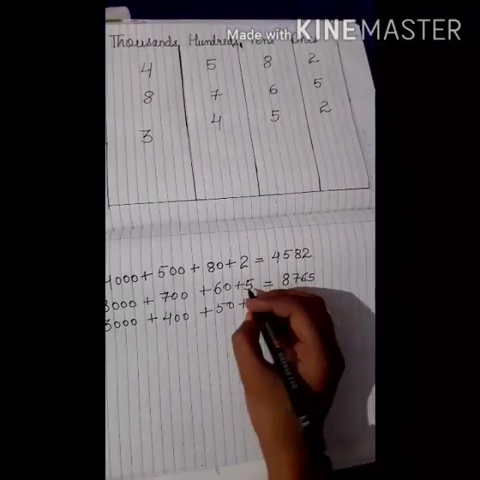 Made with KINEMASTER
Thousands Hundreds Tens
4 5 8 2
8 7 6 5
3 4 5 2
4000 + 500 + 80 + 2 = 4582
8000 + 700 + 60 + 5 = 8765
3000 + 400 + 50 +